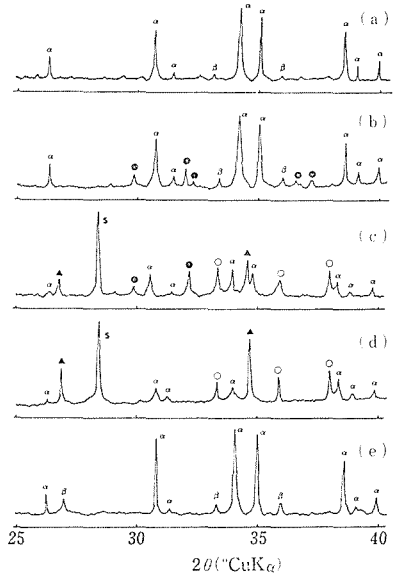 (a)
α α α β α α β α α α
(b)
α α α β α α β α α α
(c)
α s α α α α α α α
(d)
α s α α α α α α
(e)
α β α α β α α β α α α
25 30 35 40
2θ(°CuKα)